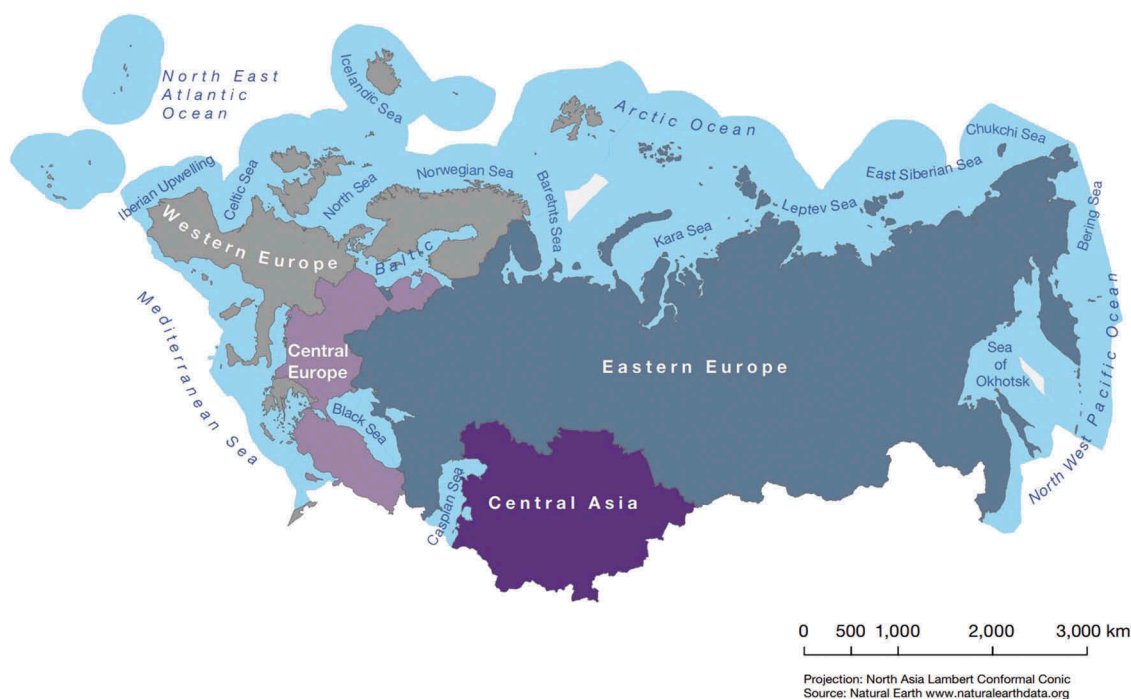 North East
Atlantic
Ocean
Icelandic Sea
Arctic Ocean
Chukchi Sea
Iberian Upwelling
Celtic Sea
North Sea
Norwegian Sea
Baretnts Sea
Kara Sea
Leptev Sea
East Siberian Sea
Bering Sea
Western Europe
Baltic
Mediterranean Sea
Central
Europe
Black Sea
Eastern Europe
Sea
of
Okhotsk
North West Pacific Ocean
Caspian Sea
Central Asia
0 500 1,000 2,000 3,000 km
Projection: North Asia Lambert Conformal Conic
Source: Natural Earth www.naturalearthdata.org